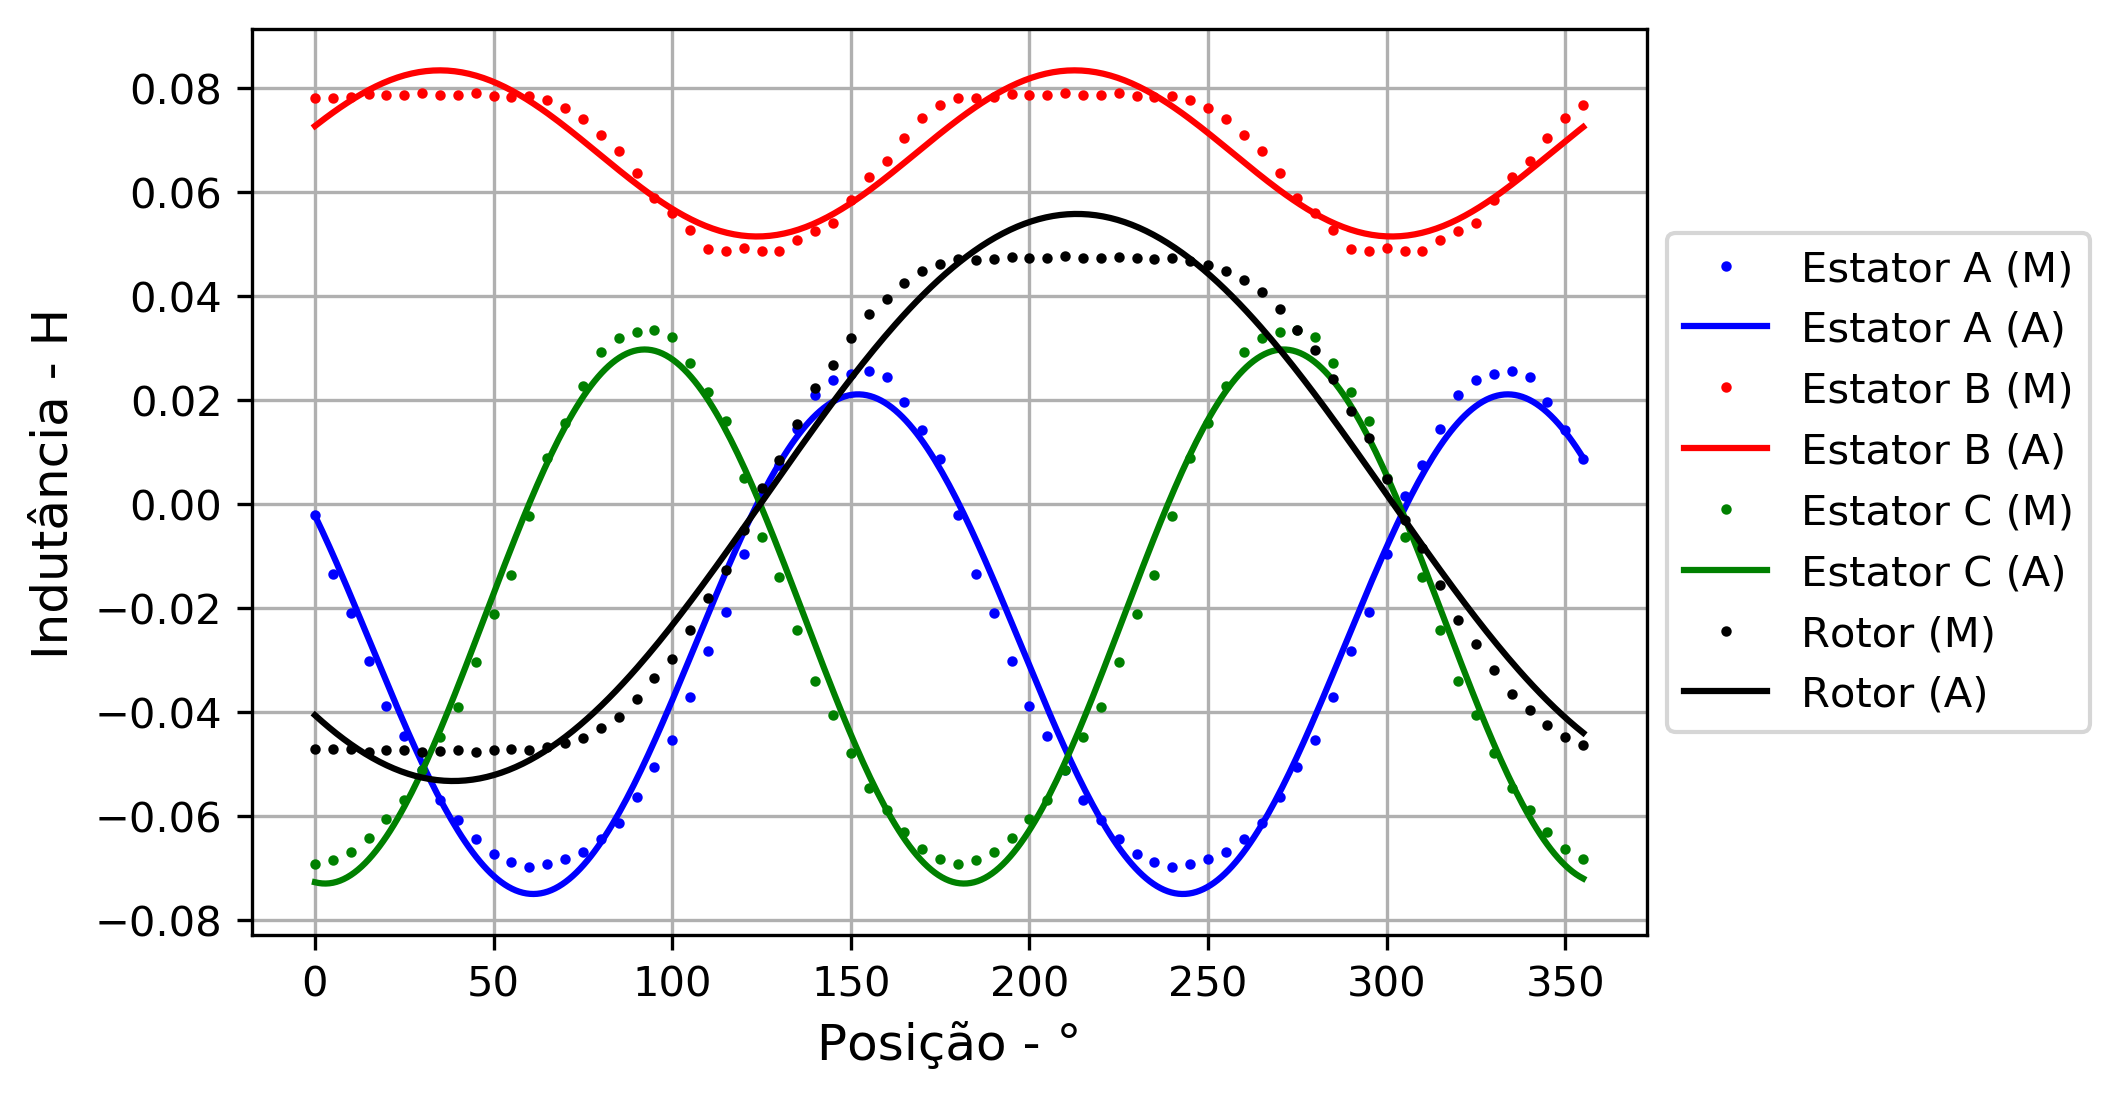 0.08
0.06
0.04
0.02
0.00
−0.02
−0.04
−0.06
−0.08
Indutância - H
0 50 100 150 200 250 300 350
Posição - °
Estator A (M)
Estator A (A)
Estator B (M)
Estator B (A)
Estator C (M)
Estator C (A)
Rotor (M)
Rotor (A)